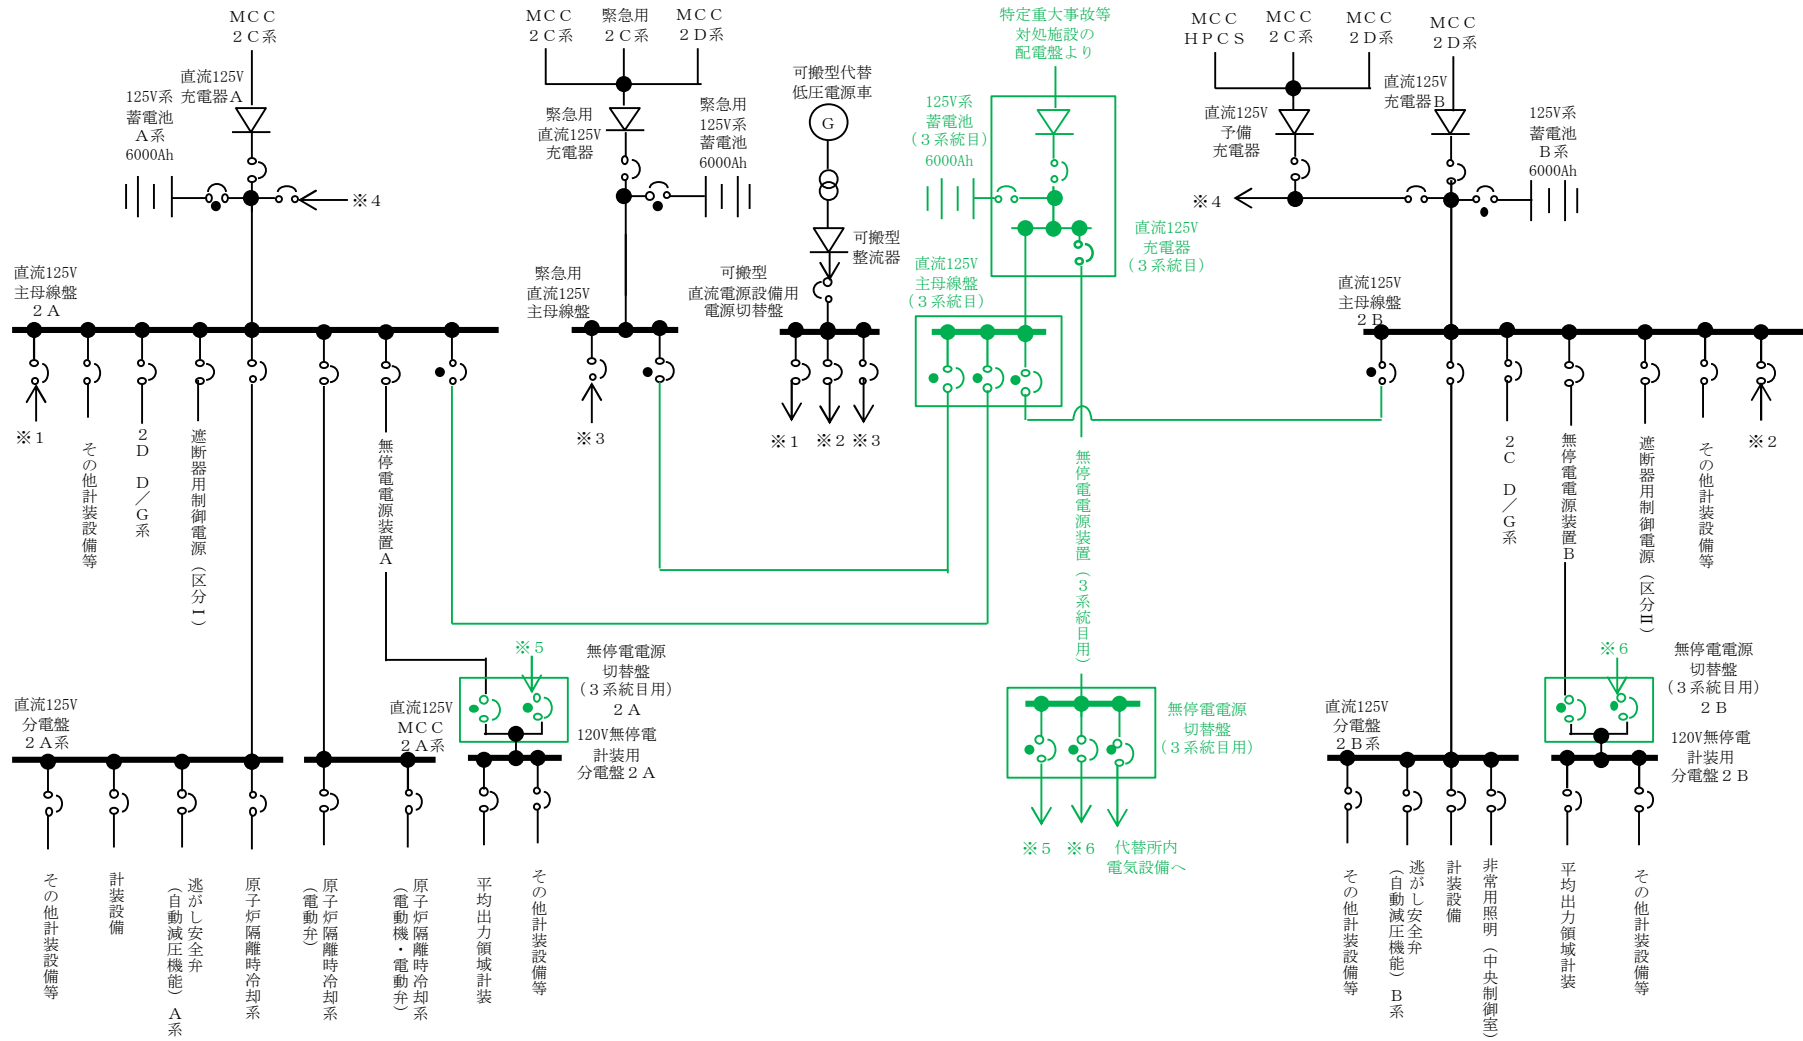 ＭＣＣ
２Ｃ系
直流125V
充電器Ａ
125V系
蓄電池
Ａ系
6000Ah
※４
ＭＣＣ
２Ｃ系
緊急用
２Ｃ系
ＭＣＣ
２Ｄ系
緊急用
直流125V
充電器
緊急用
125V系
蓄電池
6000Ah
可搬型代替
低圧電源車
Ｇ
可搬型
整流器
特定重大事故等
対処施設の
配電盤より
125V系
蓄電池
（３系統目）
6000Ah
直流125V
充電器
（３系統目）
ＭＣＣ
ＨＰＣＳ
ＭＣＣ
２Ｃ系
ＭＣＣ
２Ｄ系
ＭＣＣ
２Ｄ系
直流125V
予備
充電器
直流125V
充電器Ｂ
125V系
蓄電池
Ｂ系
6000Ah
※４
直流125V
主母線盤
２Ａ
緊急用
直流125V
主母線盤
可搬型
直流電源設備用
電源切替盤
直流125V
主母線盤
（３系統目）
直流125V
主母線盤
２Ｂ
※１
その他計装設備等
２Ｄ　Ｄ／Ｇ系
遮断器用制御電源（区分Ⅰ）
無停電電源装置Ａ
※３
※１
※２
※３
無停電電源装置（３系統目用）
２Ｃ　Ｄ／Ｇ系
無停電電源装置Ｂ
遮断器用制御電源（区分Ⅱ）
その他計装設備等
※２
※５
無停電電源
切替盤
（３系統目用）
２Ａ
※６
無停電電源
切替盤
（３系統目用）
２Ｂ
直流125V
分電盤
２Ａ系
直流125V
ＭＣＣ
２Ａ系
120V無停電
計装用
分電盤２Ａ
無停電電源
切替盤
（３系統目用）
直流125V
分電盤
２Ｂ系
120V無停電
計装用
分電盤２Ｂ
※５
※６
代替所内
電気設備へ
その他計装設備等
計装設備
逃がし安全弁
（自動減圧機能）Ａ系
原子炉隔離時冷却系
原子炉隔離時冷却系
（電動弁）
原子炉隔離時冷却系
（電動機・電動弁）
平均出力領域計装
その他計装設備等
その他計装設備等
逃がし安全弁
（自動減圧機能）Ｂ系
計装設備
非常用照明（中央制御室）
平均出力領域計装
その他計装設備等